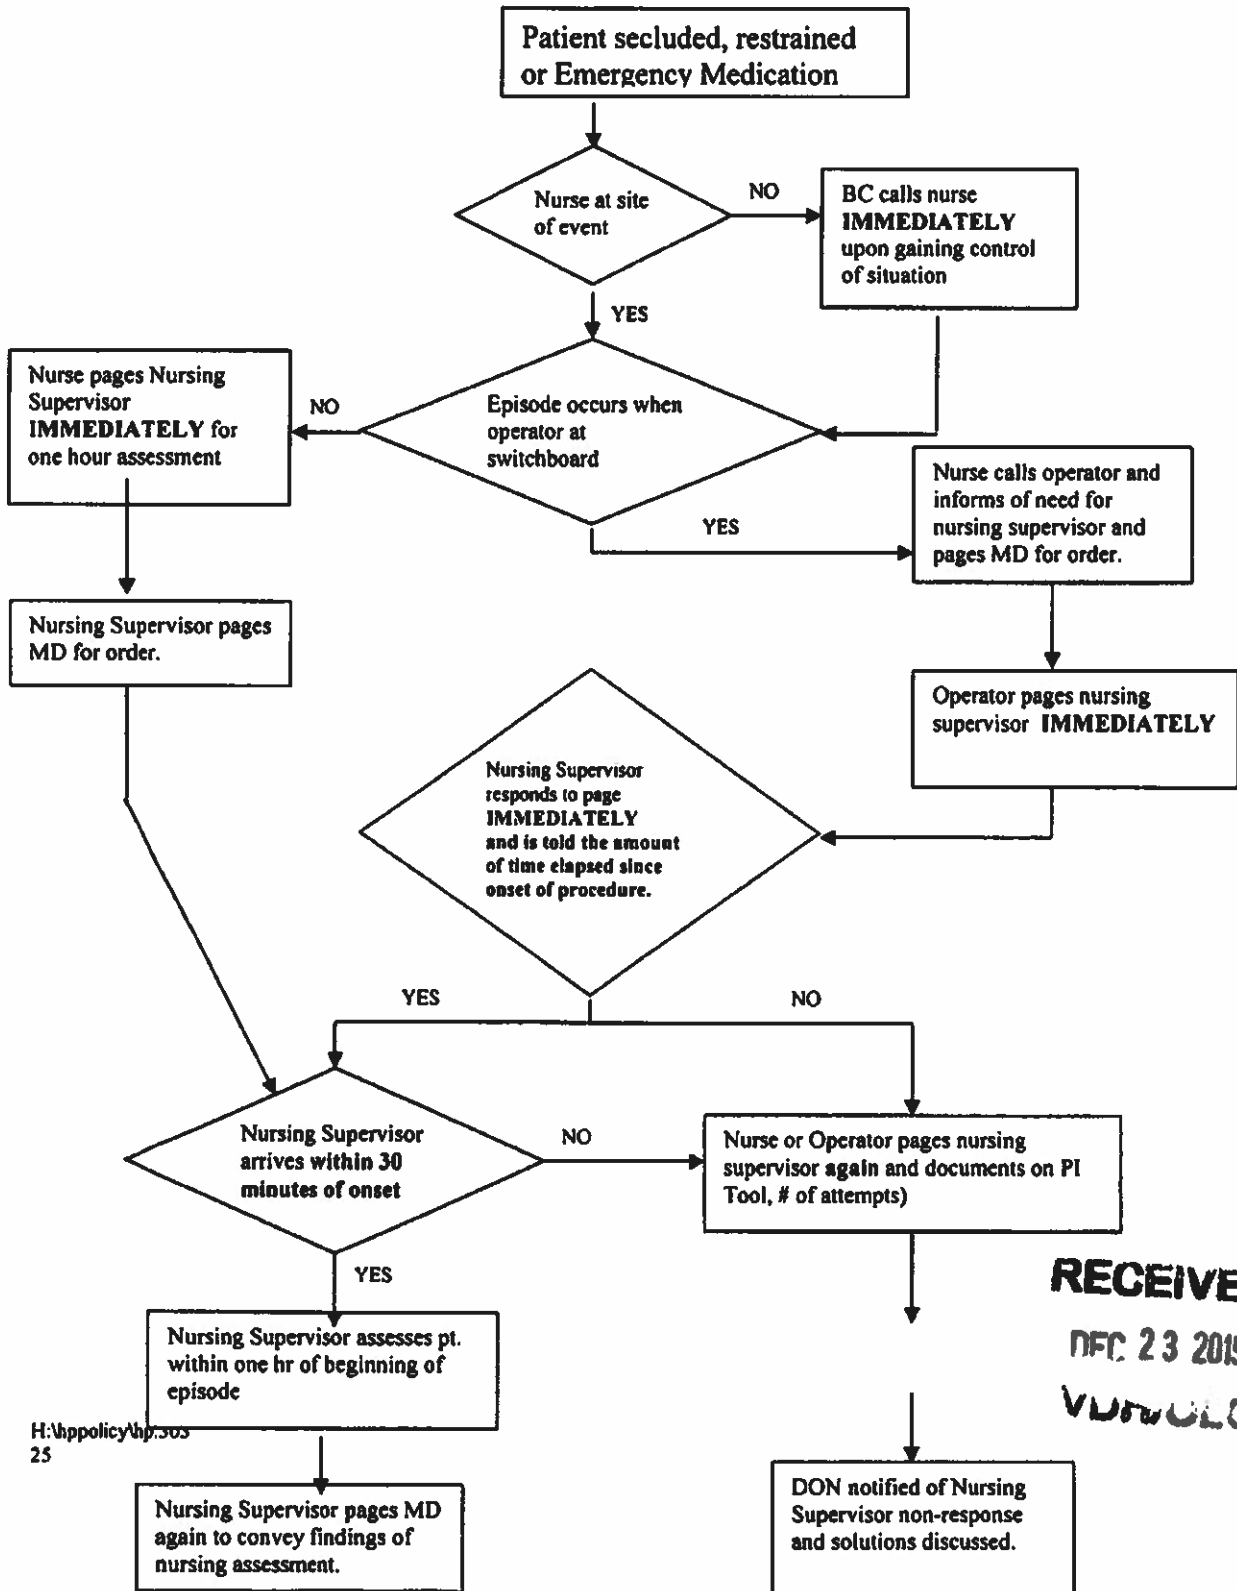 Patient secluded, restrained
or Emergency Medication
Nurse at site
of event
NO
BC calls nurse
IMMEDIATELY
upon gaining control
of situation
YES
Nurse pages Nursing
Supervisor
IMMEDIATELY for
one hour assessment
NO
Episode occurs when
operator at
switchboard
YES
Nurse calls operator and
informs of need for
nursing supervisor and
pages MD for order.
Nursing Supervisor pages
MD for order.
Operator pages nursing
supervisor IMMEDIATELY
Nursing Supervisor
responds to page
IMMEDIATELY
and is told the amount
of time elapsed since
onset of procedure.
YES
NO
Nursing Supervisor
arrives within 30
minutes of onset
NO
Nurse or Operator pages nursing
supervisor again and documents on PI
Tool, # of attempts)
YES
RECEIVE
DEC 23 2015
Nursing Supervisor assesses pt.
within one hr of beginning of
episode
H:\hppolicy\hp.303
25
Nursing Supervisor pages MD
again to convey findings of
nursing assessment.
DON notified of Nursing
Supervisor non-response
and solutions discussed.